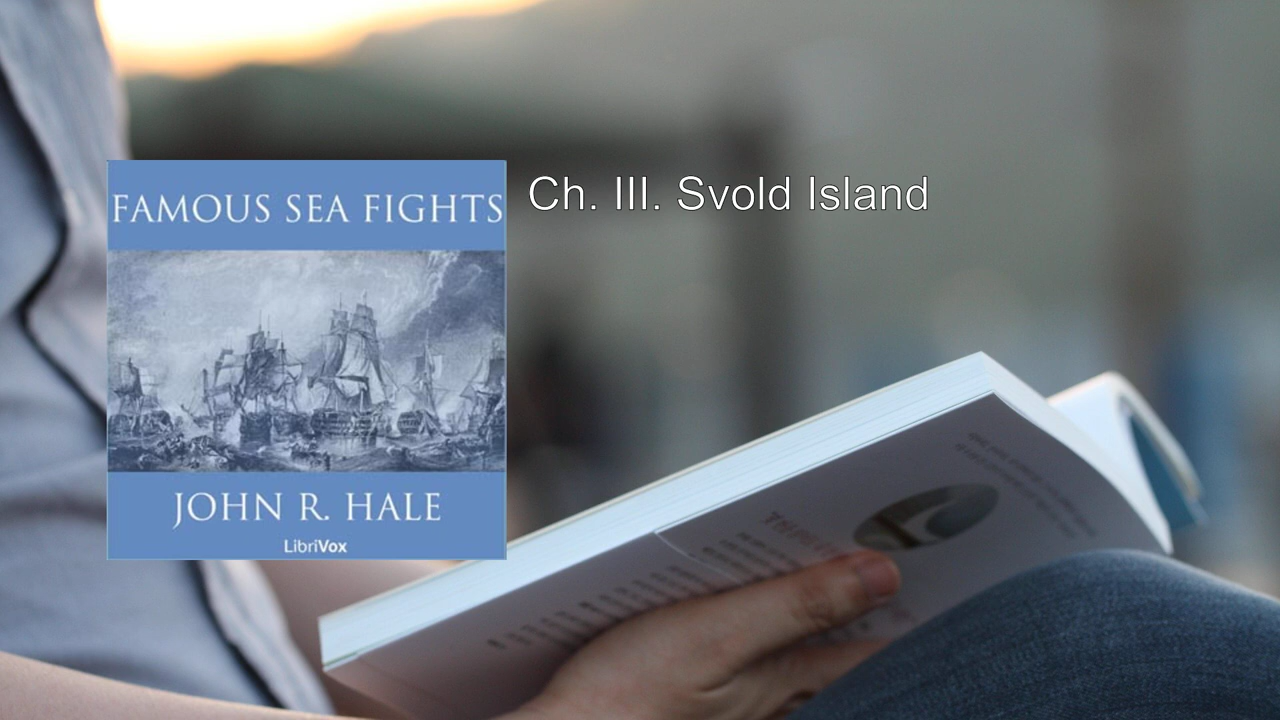 FAMOUS SEA FIGHTS
JOHN R. HALE
LibriVox
Ch. III. Svold Island